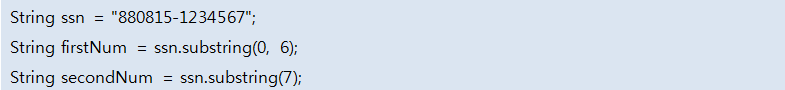 String ssn = "880815-1234567";
String firstNum = ssn.substring(0, 6);
String secondNum = ssn.substring(7);